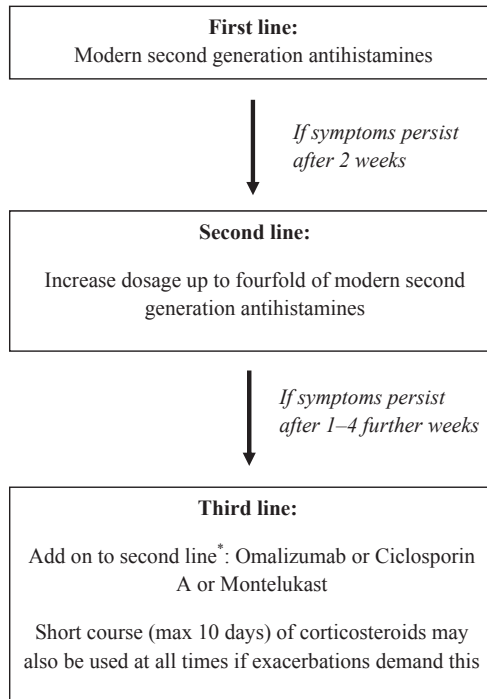 First line:
Modern second generation antihistamines
If symptoms persist
after 2 weeks
Second line:
Increase dosage up to fourfold of modern second
generation antihistamines
If symptoms persist
after 1–4 further weeks
Third line:
Add on to second line*: Omalizumab or Ciclosporin
A or Montelukast
Short course (max 10 days) of corticosteroids may
also be used at all times if exacerbations demand this